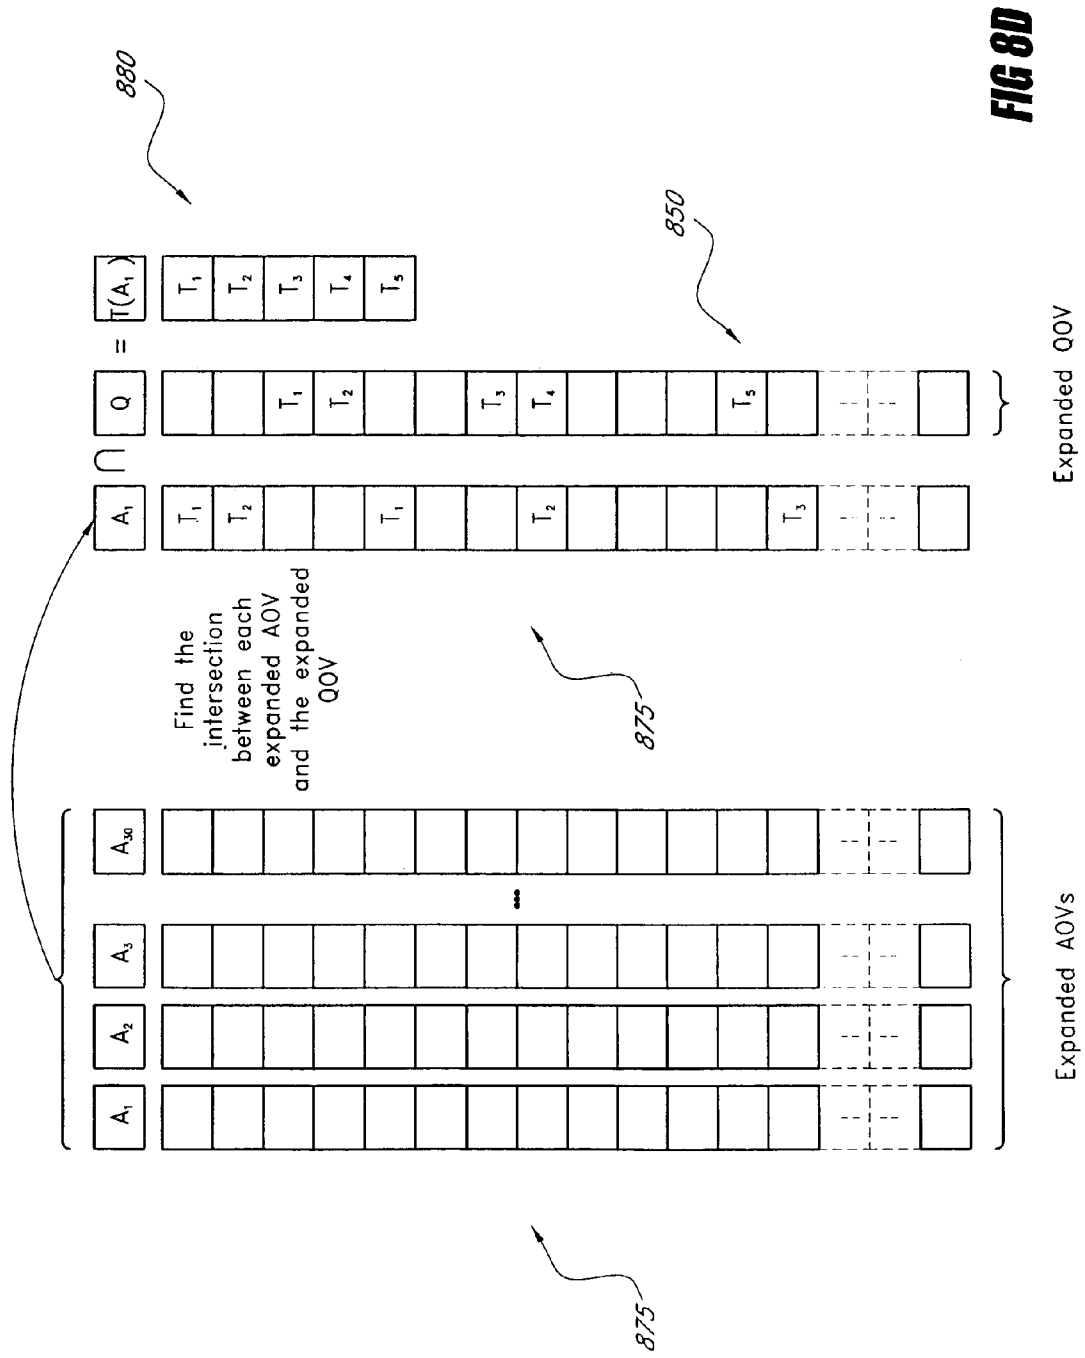 A₁ A₂ A₃ ... A₃₀
Find the
intersection
between each
expanded AOV
and the expanded
QOV
A₁ ∩ Q = T(A₁)
T₁ T₁
T₂ T₂
T₁ T₃
T₂ T₄
T₁ T₅
T₃
T₂ T₄
T₅
T₃
880
850
875
875
Expanded AOVs
Expanded QOV
FIG 8D